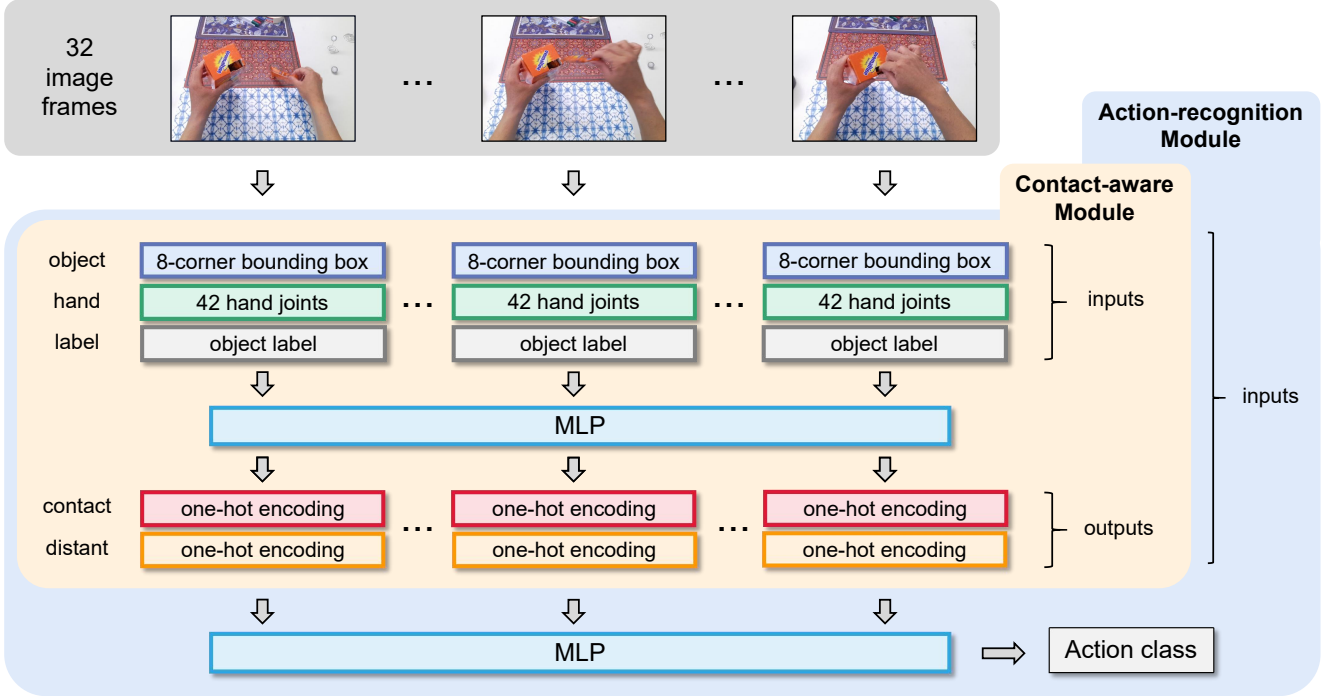 32
image
frames
...
...
Action-recognition
Module
Contact-aware
Module
object
8-corner bounding box
8-corner bounding box
8-corner bounding box
hand
42 hand joints
...
42 hand joints
...
42 hand joints
inputs
label
object label
object label
object label
MLP
inputs
contact
one-hot encoding
...
one-hot encoding
...
one-hot encoding
outputs
distant
one-hot encoding
one-hot encoding
one-hot encoding
MLP
Action class